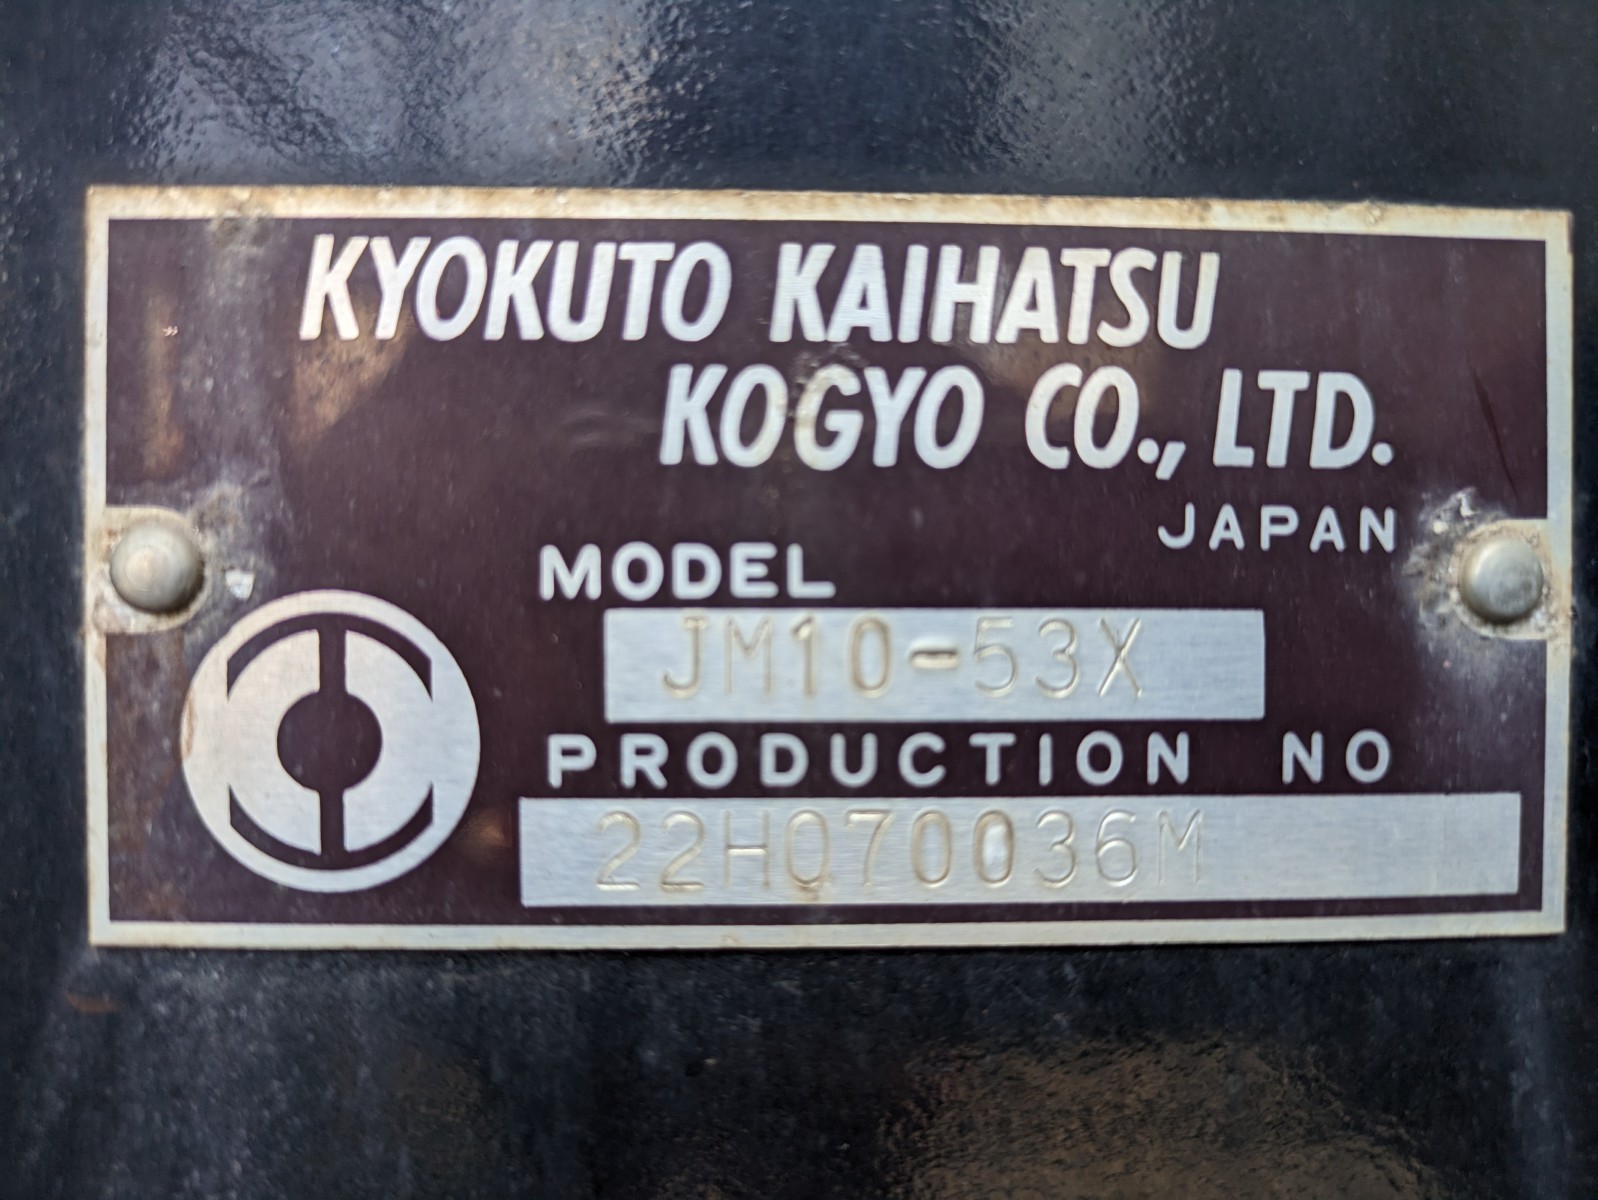 KYOKUTO KAIHATSU
KOGYO CO., LTD.
JAPAN
MODEL
JM10-53X
PRODUCTION NO
22HQ70036M